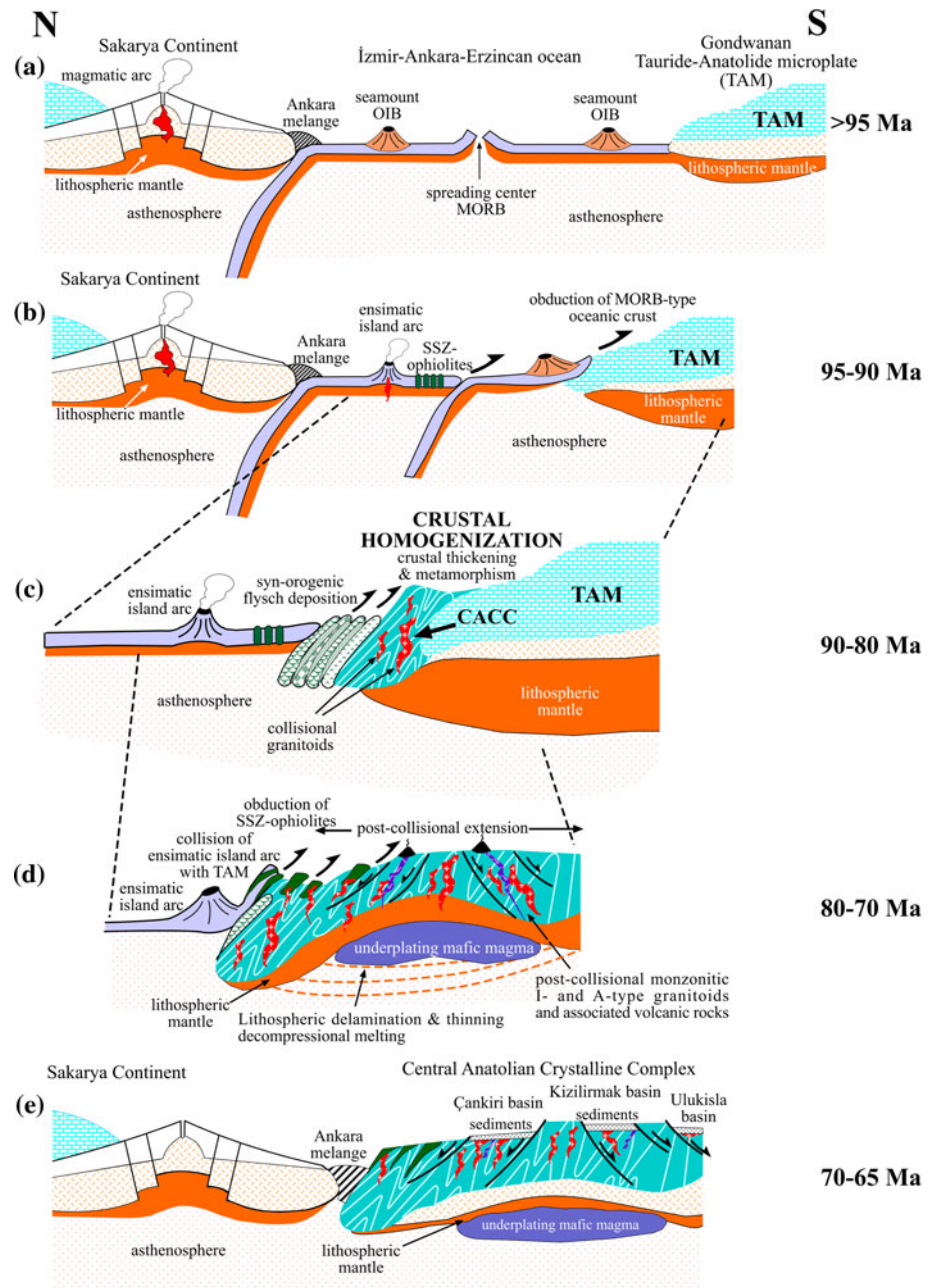 N
S
Sakarya Continent
İzmir-Ankara-Erzincan ocean
Gondwanan
Tauride-Anatolide microplate
(TAM)
(a)
magmatic arc
Ankara
melange
seamount
OIB
seamount
OIB
TAM
>95 Ma
lithospheric mantle
lithospheric mantle
spreading center
MORB
asthenosphere
asthenosphere
Sakarya Continent
(b)
ensimatic
island arc
obduction of MORB-type
oceanic crust
Ankara
melange
SSZ-
ophiolites
TAM
95-90 Ma
lithospheric mantle
lithospheric
mantle
asthenosphere
asthenosphere
CRUSTAL
HOMOGENIZATION
crustal thickening
& metamorphism
(c)
ensimatic
island arc
syn-orogenic
flysch deposition
CACC
TAM
90-80 Ma
asthenosphere
lithospheric
mantle
collisional
granitoids
obduction of
SSZ-ophiolites
post-collisional extension
collision of
ensimatic island arc
with TAM
(d)
ensimatic
island arc
80-70 Ma
underplating mafic magma
lithospheric
mantle
post-collisional monzonitic
I- and A-type granitoids
and associated volcanic rocks
Lithospheric delamination & thinning
decompressional melting
Sakarya Continent
Central Anatolian Crystalline Complex
(e)
Çankiri basin
sediments
Kizilirmak basin
sediments
Ulukisla
basin
Ankara
melange
70-65 Ma
asthenosphere
lithospheric
mantle
underplating mafic magma